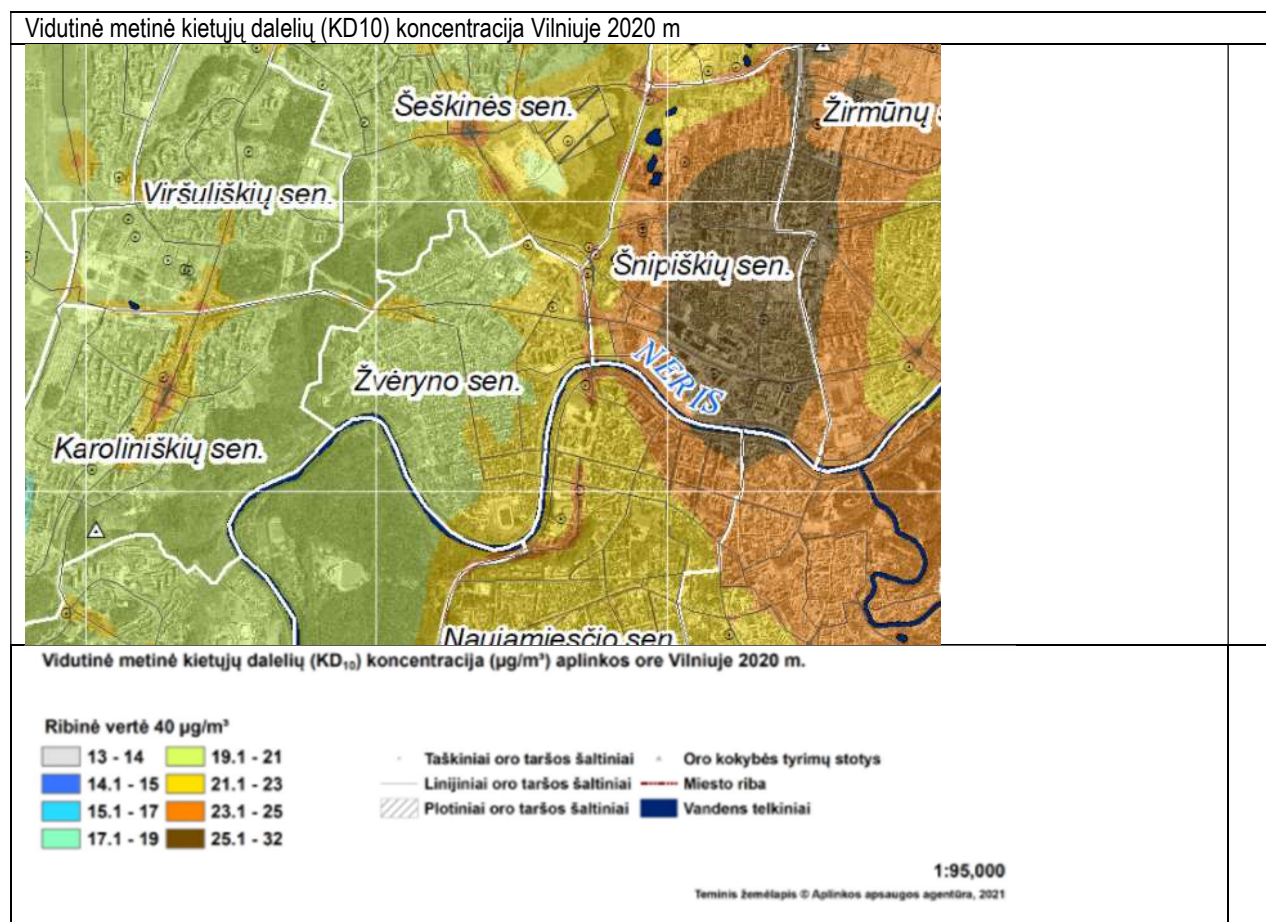 Vidutinė metinė kietųjų dalelių (KD10) koncentracija Vilniuje 2020 m
Šeškinės sen.
Žirmūnų s
Viršuliškių sen.
Šnipiškių sen.
NERIS
Žvėryno sen.
Karoliniškių sen.
Naujamiesčio sen.
Vidutinė metinė kietųjų dalelių (KD₁₀) koncentracija (µg/m³) aplinkos ore Vilniuje 2020 m.
Ribinė vertė 40 µg/m³
13 - 14 19.1 - 21 Taškiniai oro taršos šaltiniai Oro kokybės tyrimų stotys
14.1 - 15 21.1 - 23 Linijiniai oro taršos šaltiniai Miesto riba
15.1 - 17 23.1 - 25 Plotiniai oro taršos šaltiniai Vandens telkiniai
17.1 - 19 25.1 - 32
1:95,000
Teminis žemėlapis © Aplinkos apsaugos agentūra, 2021